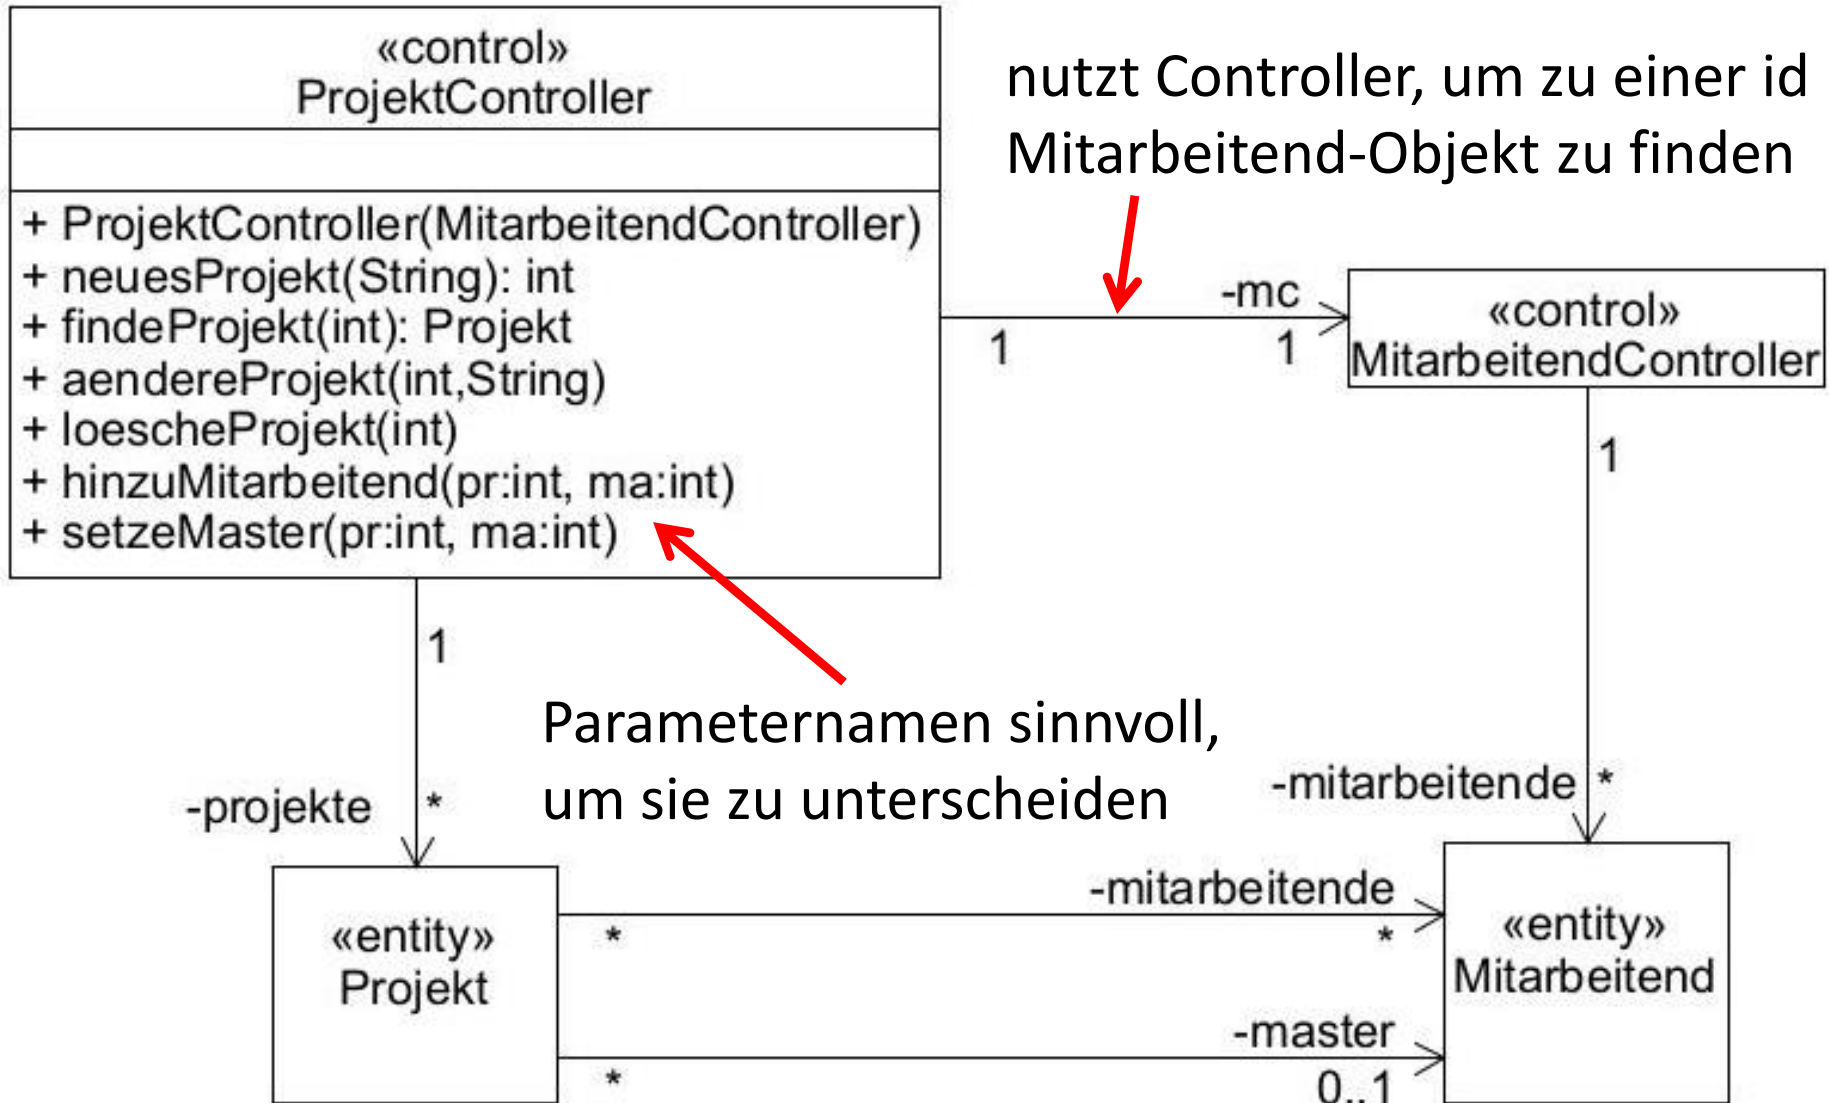 «control»
ProjektController
+ ProjektController(MitarbeitendController)
+ neuesProjekt(String): int
+ findeProjekt(int): Projekt
+ aendereProjekt(int,String)
+ loescheProjekt(int)
+ hinzuMitarbeitend(pr:int, ma:int)
+ setzeMaster(pr:int, ma:int)
nutzt Controller, um zu einer id
Mitarbeitend-Objekt zu finden
-mc
1
1
«control»
MitarbeitendController
1
1
Parameternamen sinnvoll,
um sie zu unterscheiden
-projekte
*
-mitarbeitende
*
«entity»
Projekt
-mitarbeitende
*
*
-master
*
0..1
«entity»
Mitarbeitend